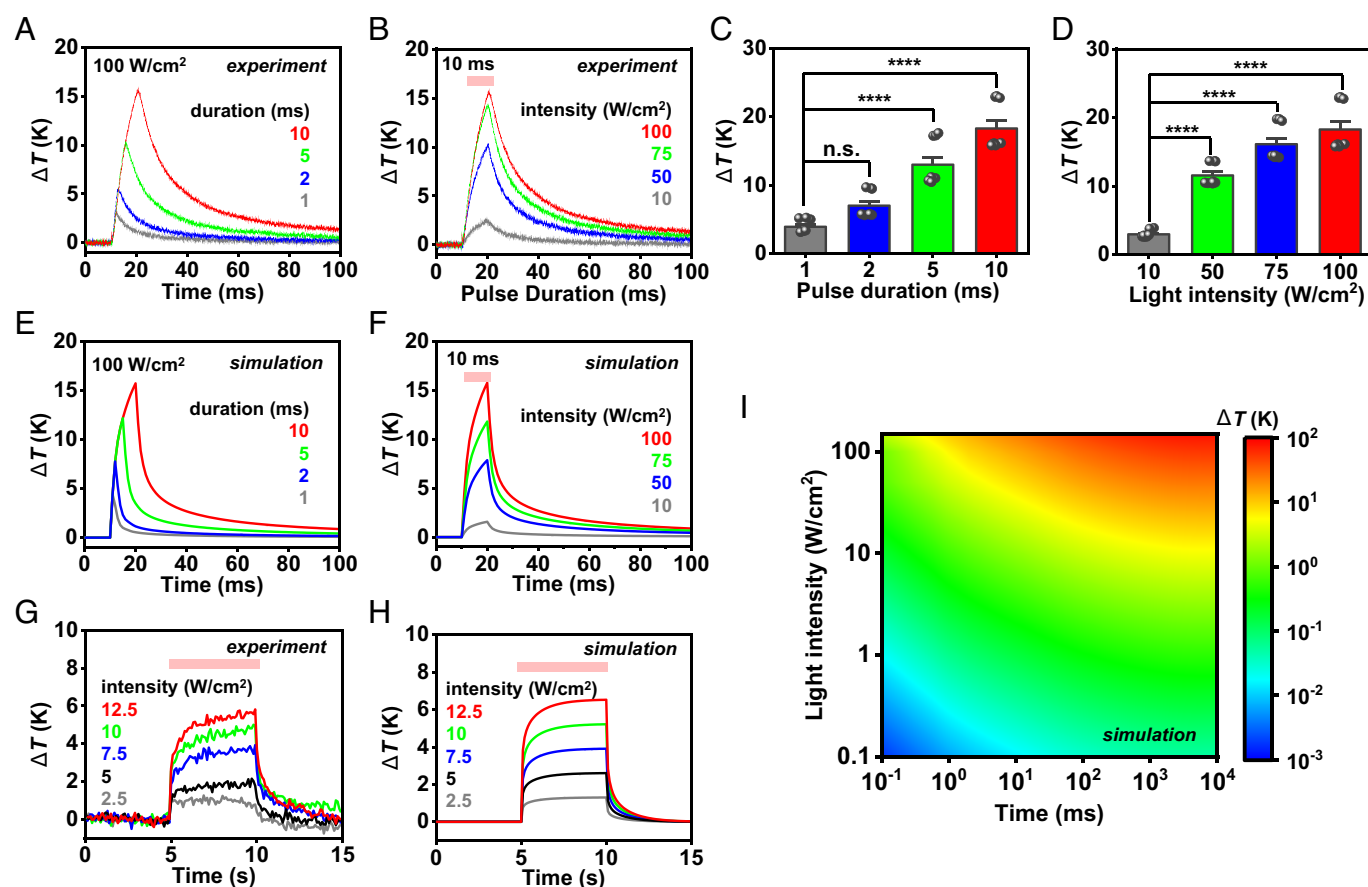 A
100 W/cm²
experiment
duration (ms)
10
5
2
1
ΔT (K)
20
15
10
5
0
0 20 40 60 80 100
Time (ms)
B
10 ms
experiment
intensity (W/cm²)
100
75
50
10
ΔT (K)
20
15
10
5
0
0 20 40 60 80 100
Pulse Duration (ms)
C
****
****
n.s.
ΔT (K)
30
20
10
0
1 2 5 10
Pulse duration (ms)
D
****
****
****
ΔT (K)
30
20
10
0
10 50 75 100
Light intensity (W/cm²)
E
100 W/cm²
simulation
duration (ms)
10
5
2
1
ΔT (K)
20
15
10
5
0
0 20 40 60 80 100
Time (ms)
F
10 ms
simulation
intensity (W/cm²)
100
75
50
10
ΔT (K)
20
15
10
5
0
0 20 40 60 80 100
Time (ms)
G
experiment
intensity (W/cm²)
12.5
10
7.5
5
2.5
ΔT (K)
10
8
6
4
2
0
0 5 10 15
Time (s)
H
simulation
intensity (W/cm²)
12.5
10
7.5
5
2.5
ΔT (K)
10
8
6
4
2
0
0 5 10 15
Time (s)
I
Light intensity (W/cm²)
100
10
1
0.1
simulation
10⁻¹ 10⁰ 10¹ 10² 10³ 10⁴
Time (ms)
ΔT (K)
10²
10¹
10⁰
10⁻¹
10⁻²
10⁻³